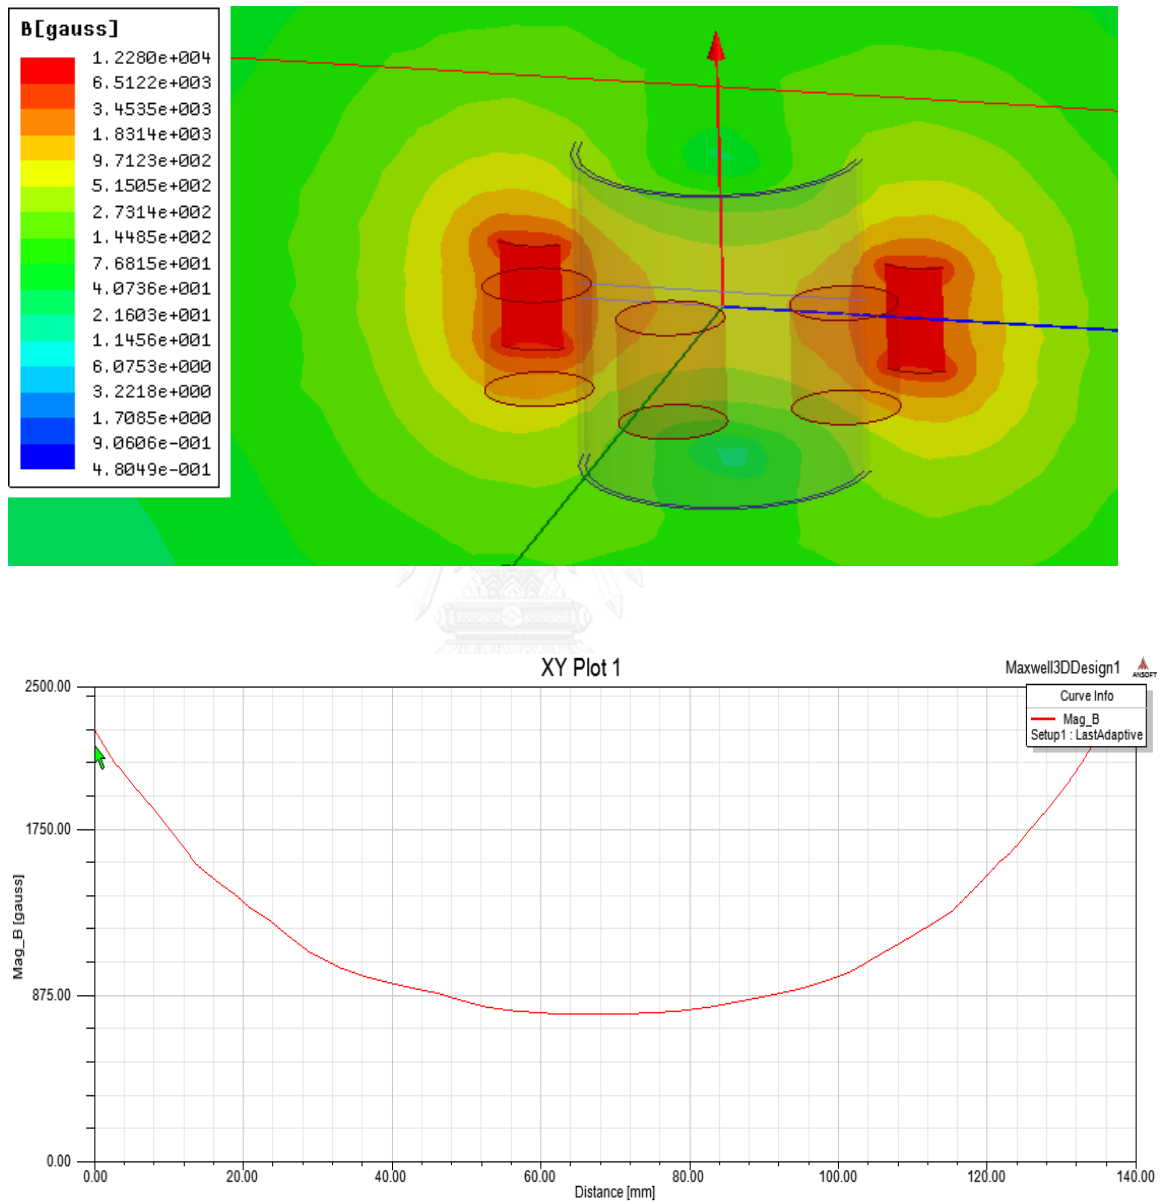 B[gauss]
1.2280e+004
6.5122e+003
3.4535e+003
1.8314e+003
9.7123e+002
5.1505e+002
2.7314e+002
1.4485e+002
7.6815e+001
4.0736e+001
2.1603e+001
1.1456e+001
6.0753e+000
3.2218e+000
1.7085e+000
9.0606e-001
4.8049e-001
XY Plot 1
Maxwell3DDesign1
ANSOFT
Curve Info
Mag_B
Setup1 : LastAdaptive
2500.00
1750.00
875.00
0.00
Mag_B [gauss]
0.00 20.00 40.00 60.00 80.00 100.00 120.00 140.00
Distance [mm]